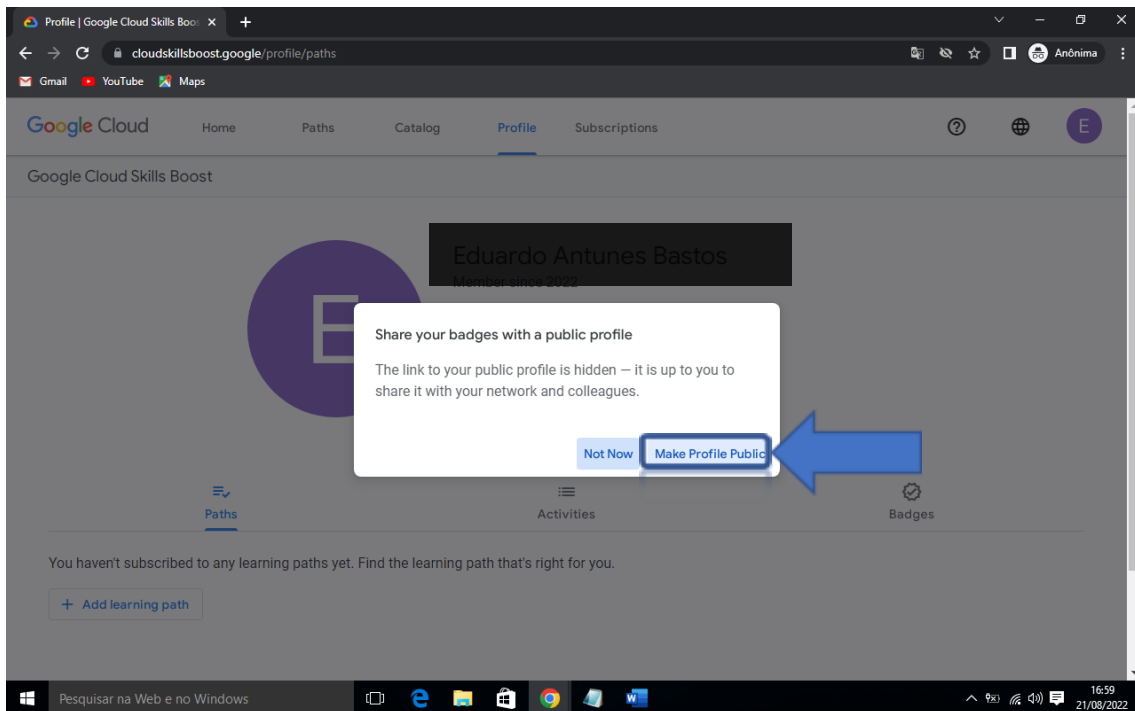 Profile | Google Cloud Skills Boos
cloudskillsboost.google/profile/paths
Anônima
Gmail YouTube Maps
Google Cloud Home Paths Catalog Profile Subscriptions E
Google Cloud Skills Boost
Eduardo Antunes Bastos
Member since 2022
E
Share your badges with a public profile
The link to your public profile is hidden — it is up to you to
share it with your network and colleagues.
Not Now Make Profile Public
Paths Activities Badges
You haven't subscribed to any learning paths yet. Find the learning path that's right for you.
+ Add learning path
Pesquisar na Web e no Windows
16:59
21/08/2022